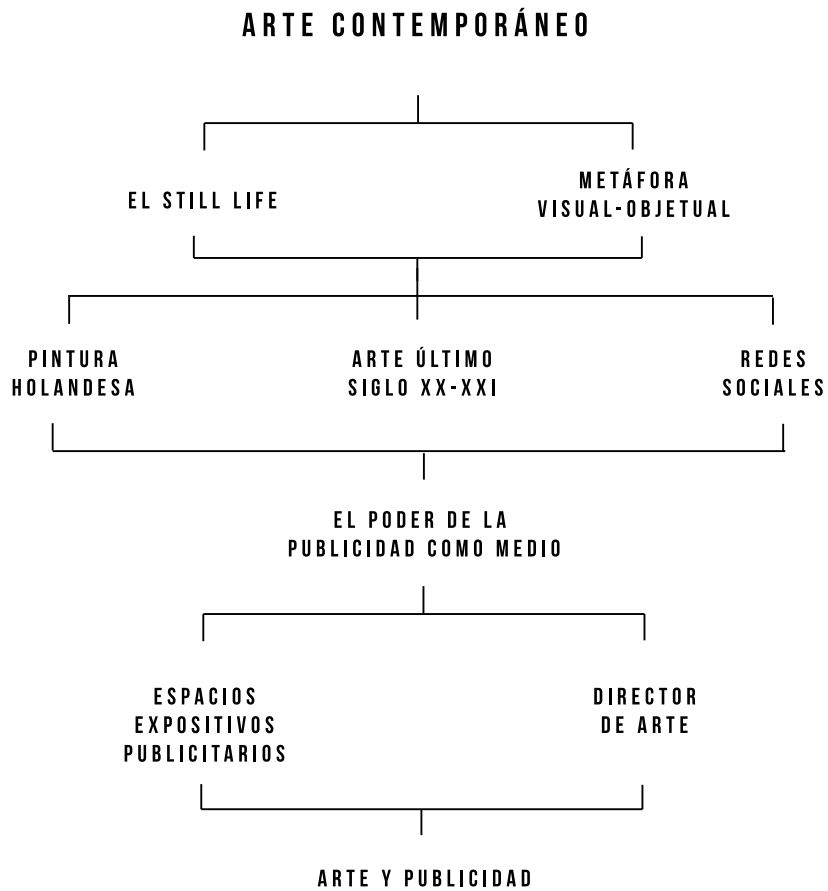 ARTE CONTEMPORÁNEO
EL STILL LIFE
METÁFORA
VISUAL-OBJETUAL
PINTURA
HOLANDESA
ARTE ÚLTIMO
SIGLO XX-XXI
REDES
SOCIALES
EL PODER DE LA
PUBLICIDAD COMO MEDIO
ESPACIOS
EXPOSITIVOS
PUBLICITARIOS
DIRECTOR
DE ARTE
ARTE Y PUBLICIDAD